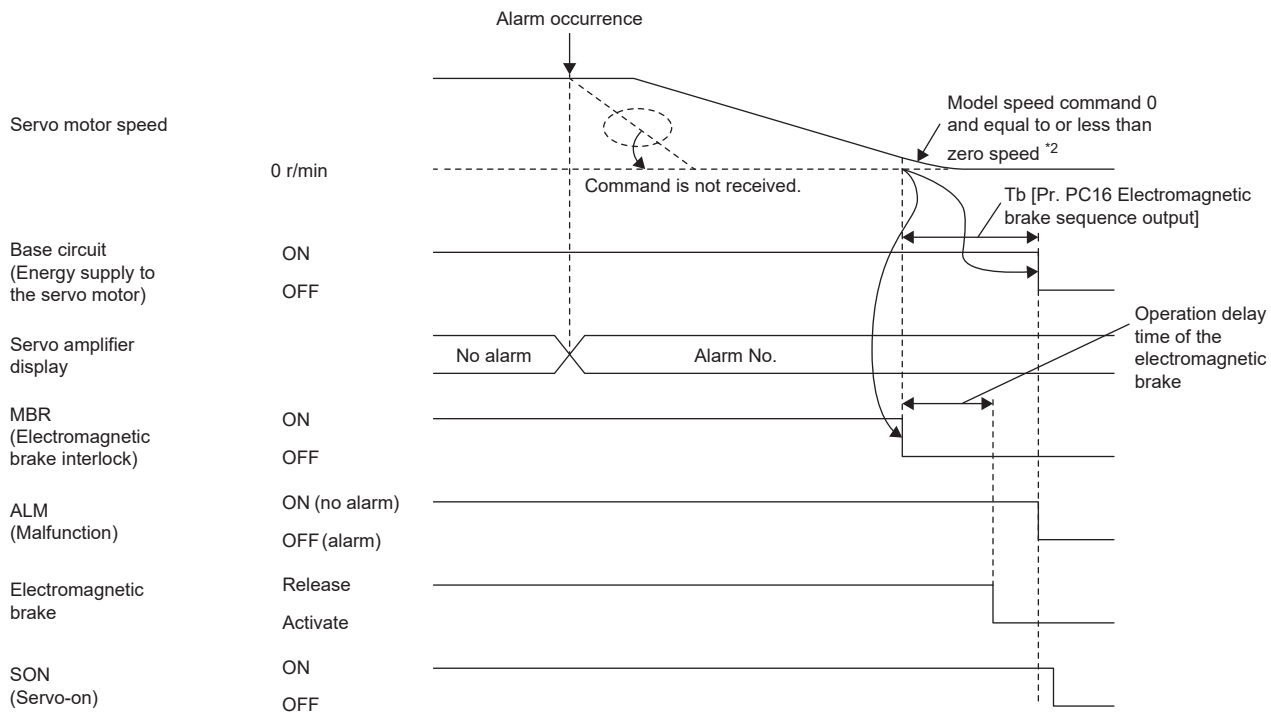 Alarm occurrence
Servo motor speed
0 r/min
Model speed command 0
and equal to or less than
zero speed *2
Command is not received.
Tb [Pr. PC16 Electromagnetic
brake sequence output]
Base circuit
(Energy supply to
the servo motor)
ON
OFF
Operation delay
time of the
electromagnetic
brake
Servo amplifier
display
No alarm
Alarm No.
MBR
(Electromagnetic
brake interlock)
ON
OFF
ALM
(Malfunction)
ON (no alarm)
OFF (alarm)
Electromagnetic
brake
Release
Activate
SON
(Servo-on)
ON
OFF